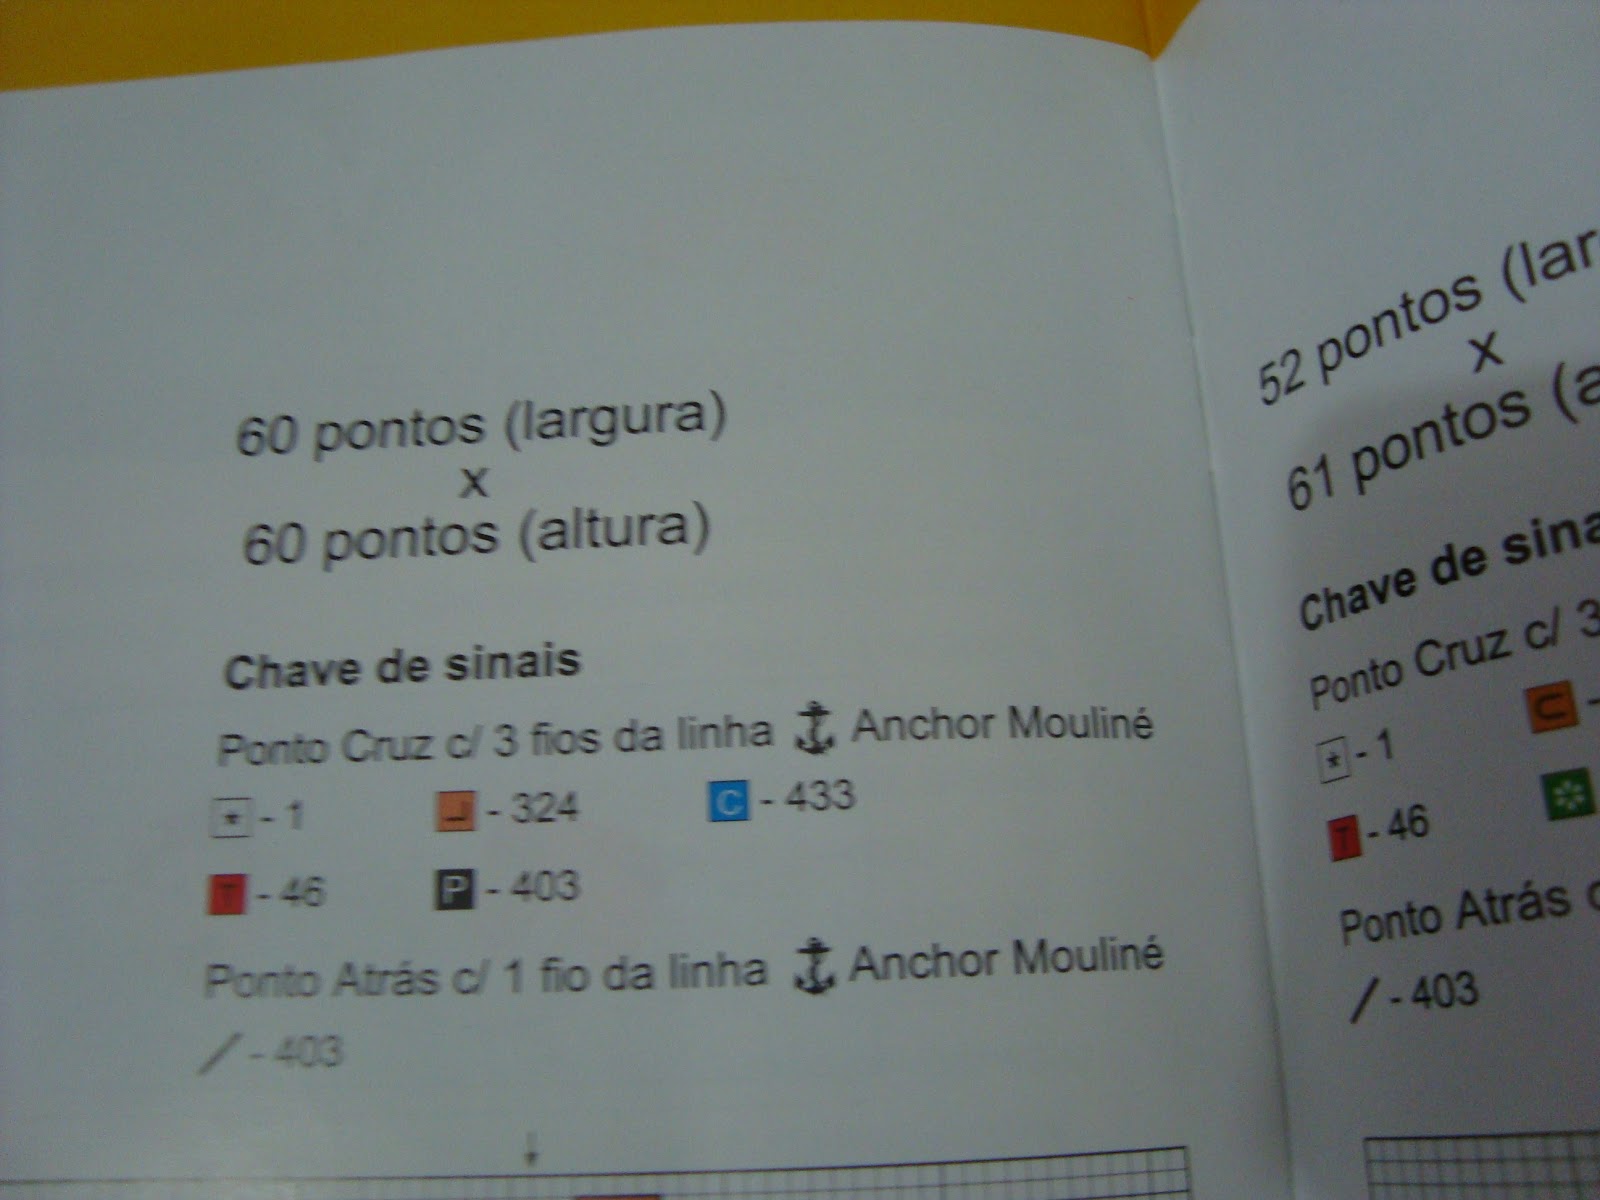 60 pontos (largura)
x
60 pontos (altura)
Chave de sinais
Ponto Cruz c/ 3 fios da linha Anchor Mouliné
* - 1 - 324 C - 433
T - 46 P - 403
Ponto Atrás c/ 1 fio da linha Anchor Mouliné
/ - 403
52 pontos
x
61 pontos
Chave de
Ponto Cruz c/ 3
* - 1
T - 46
Ponto Atrás
/ - 403